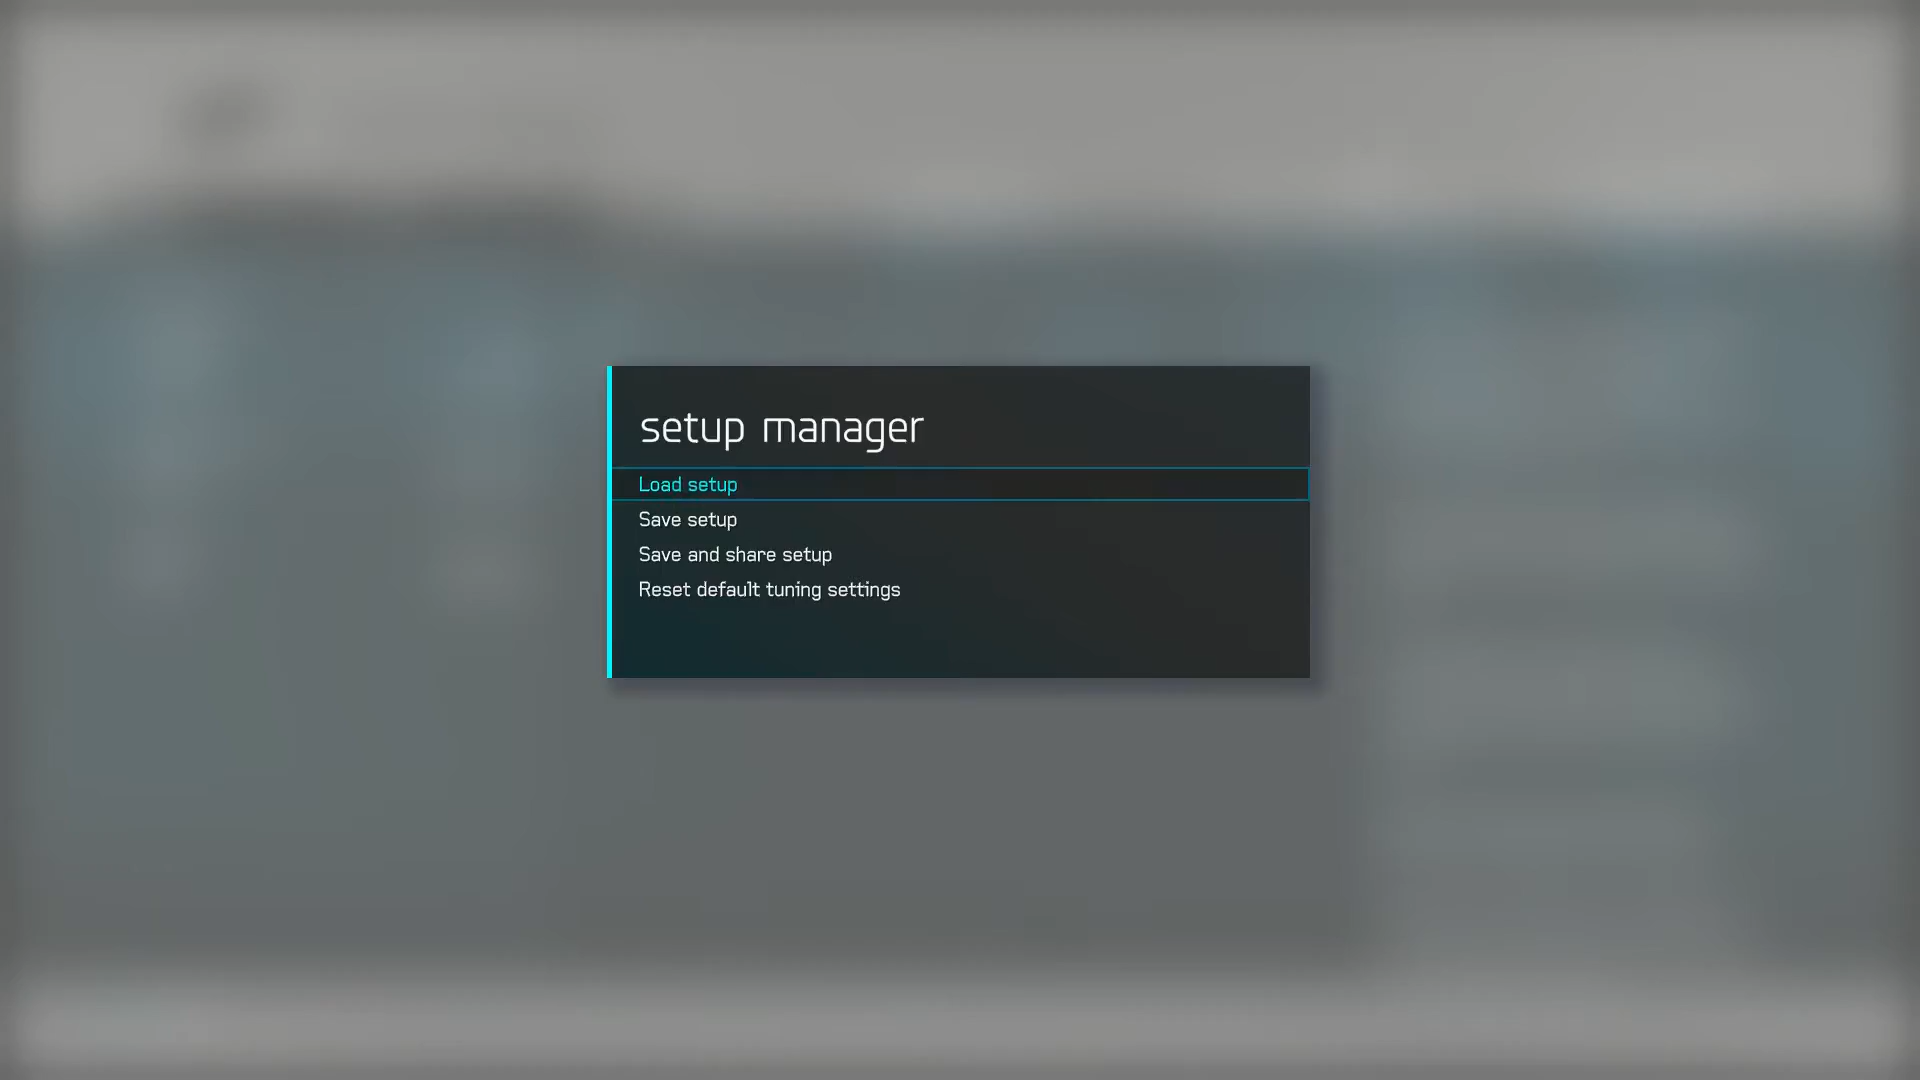 setup manager
Load setup
Save setup
Save and share setup
Reset default tuning settings